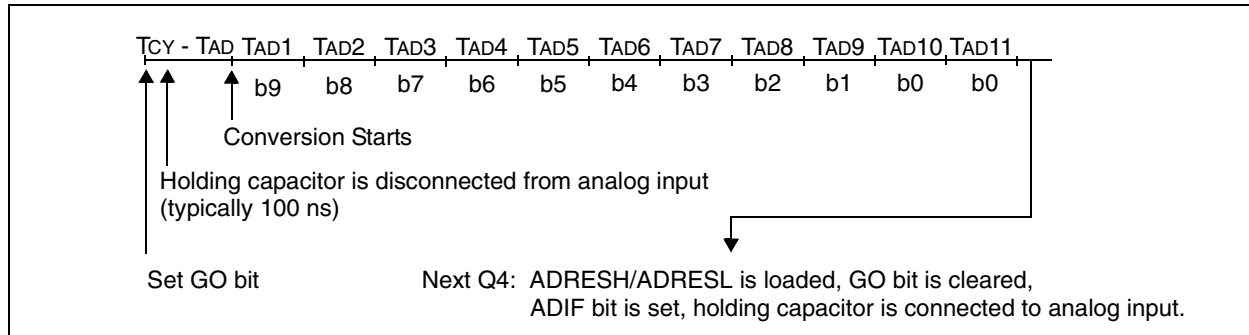 TCY - TAD TAD1 TAD2 TAD3 TAD4 TAD5 TAD6 TAD7 TAD8 TAD9 TAD10 TAD11
b9 b8 b7 b6 b5 b4 b3 b2 b1 b0 b0
Conversion Starts
Holding capacitor is disconnected from analog input
(typically 100 ns)
Set GO bit
Next Q4: ADRESH/ADRESL is loaded, GO bit is cleared,
ADIF bit is set, holding capacitor is connected to analog input.